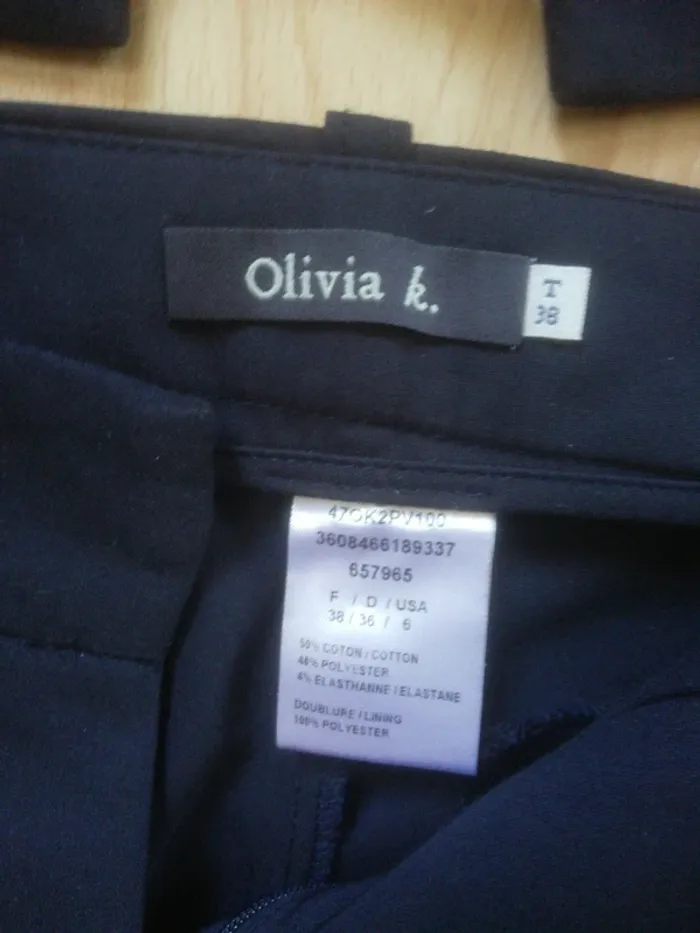 Olivia k.
T
38
47OK2PV100
3608466189337
657965
F / D / USA
38 / 36 / 6
50% COTON / COTTON
46% POLYESTER
4% ELASTHANNE / ELASTANE
DOUBLURE / LINING
100% POLYESTER